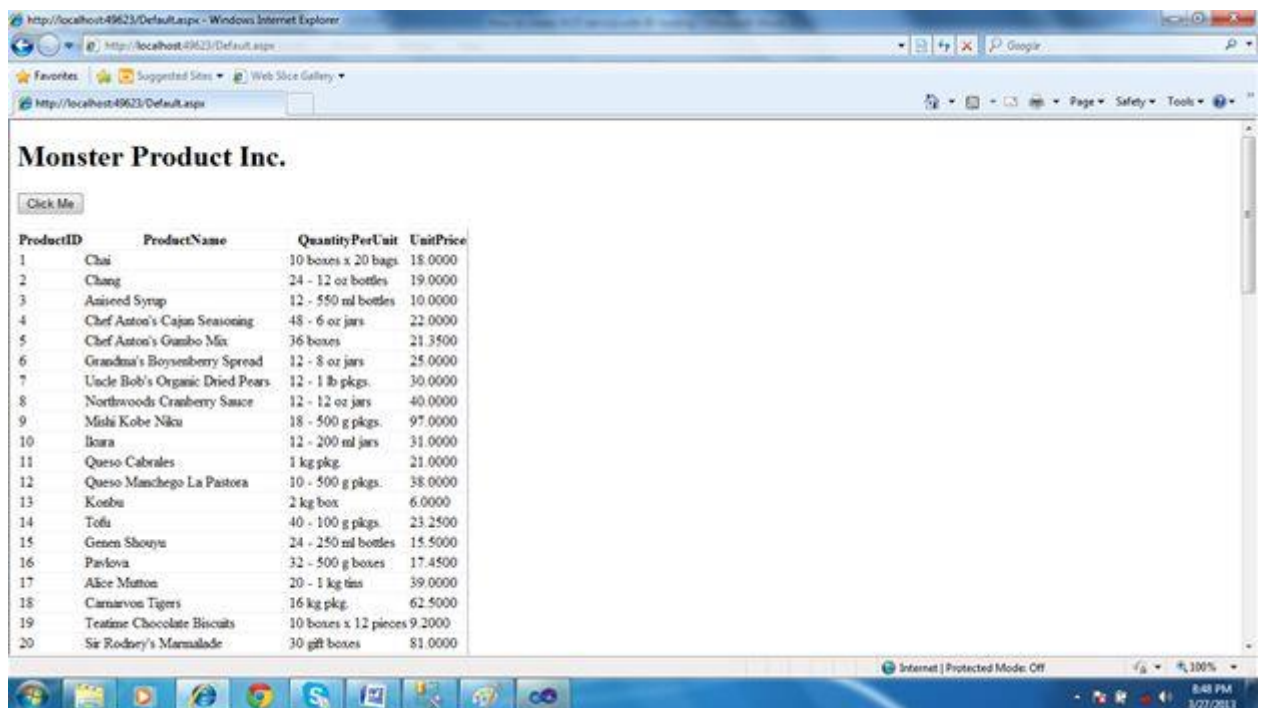 http://localhost:49623/Default.aspx - Windows Internet Explorer
http://localhost:49623/Default.aspx
Google
Favorites Suggested Sites Web Slice Gallery
http://localhost:49623/Default.aspx
Page Safety Tools
Monster Product Inc.
Click Me
ProductID ProductName QuantityPerUnit UnitPrice
1 Chai 10 boxes x 20 bags 18.0000
2 Chang 24 - 12 oz bottles 19.0000
3 Aniseed Syrup 12 - 550 ml bottles 10.0000
4 Chef Anton's Cajun Seasoning 48 - 6 oz jars 22.0000
5 Chef Anton's Gumbo Mix 36 boxes 21.3500
6 Grandma's Boysenberry Spread 12 - 8 oz jars 25.0000
7 Uncle Bob's Organic Dried Pears 12 - 1 lb pkgs. 30.0000
8 Northwoods Cranberry Sauce 12 - 12 oz jars 40.0000
9 Mishi Kobe Niku 18 - 500 g pkgs. 97.0000
10 Ikura 12 - 200 ml jars 31.0000
11 Queso Cabrales 1 kg pkg. 21.0000
12 Queso Manchego La Pastora 10 - 500 g pkgs. 38.0000
13 Konbu 2 kg box 6.0000
14 Tofu 40 - 100 g pkgs. 23.2500
15 Genen Shouyu 24 - 250 ml bottles 15.5000
16 Pavlova 32 - 500 g boxes 17.4500
17 Alice Mutton 20 - 1 kg tins 39.0000
18 Carnarvon Tigers 16 kg pkg. 62.5000
19 Teatime Chocolate Biscuits 10 boxes x 12 pieces 9.2000
20 Sir Rodney's Marmalade 30 gift boxes 81.0000
Internet | Protected Mode: Off 100%
8:48 PM
3/27/2013